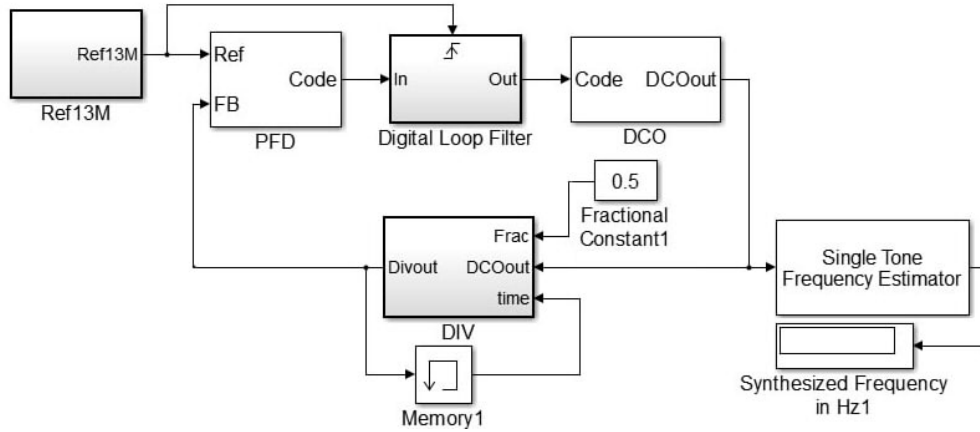 Ref13M
Ref13M
Ref
FB
Code
PFD
In
Out
Digital Loop Filter
Code
DCOout
DCO
0.5
Fractional
Constant1
Frac
DCOout
time
Divout
DIV
Memory1
Single Tone
Frequency Estimator
Synthesized Frequency
in Hz1